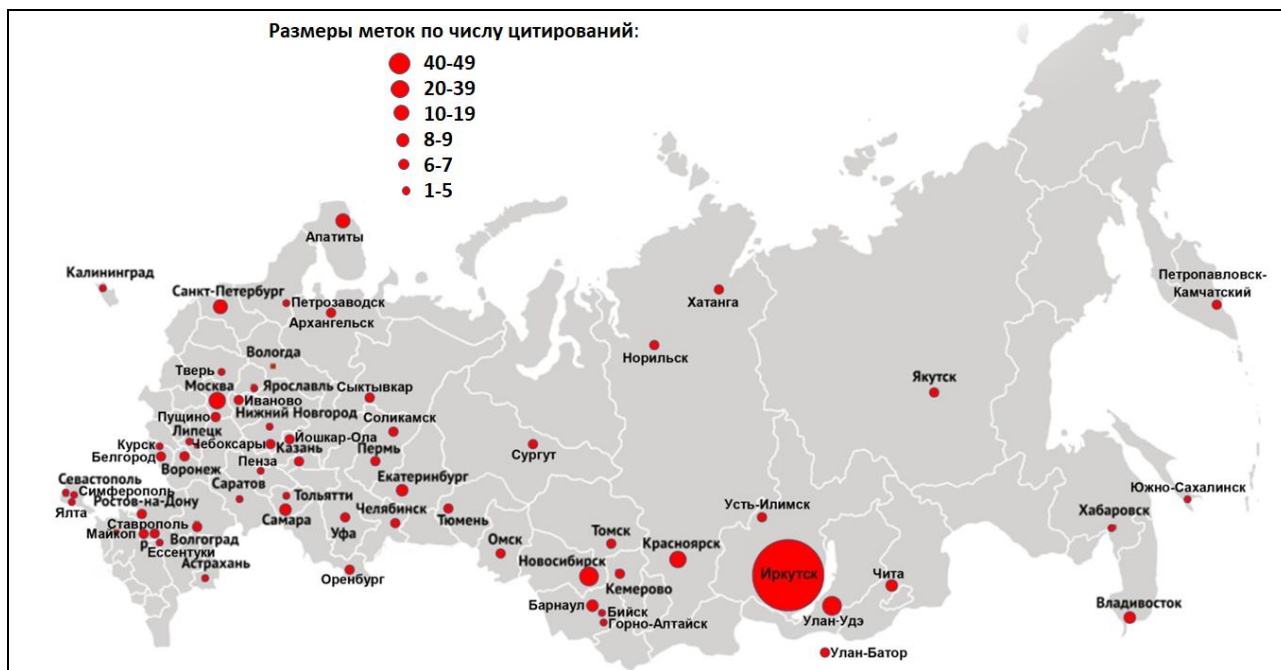 Размеры меток по числу цитирований:
40-49
20-39
10-19
8-9
6-7
1-5
Апатиты
Калининград
Санкт-Петербург
Петрозаводск
Архангельск
Хатанга
Петропавловск-
Камчатский
Норильск
Вологда
Тверь
Москва
Ярославль
Сыктывкар
Иваново
Якутск
Пущино
Нижний Новгород
Соликамск
Липецк
Чебоксары
Йошкар-Ола
Курск
Белгород
Казань
Пермь
Сургут
Воронеж
Пенза
Севастополь
Симферополь
Саратов
Екатеринбург
Тольятти
Южно-Сахалинск
Ростов-на-Дону
Ялта
Челябинск
Усть-Илимск
Самара
Тюмень
Хабаровск
Ставрополь
Майкоп
Волгоград
Уфа
Томск
Р
Ессентуки
Омск
Красноярск
Астрахань
Новосибирск
Иркутск
Чита
Оренбург
Кемерово
Барнаул
Бийск
Горно-Алтайск
Улан-Удэ
Владивосток
Улан-Батор